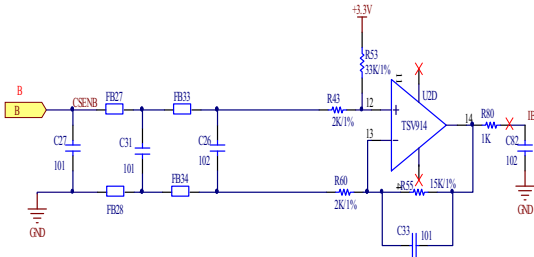 +3.3V
R53
33K/1%
B
B
CSENB
FB27
FB33
R43
2K/1%
12
11
U2D
TSV914
13
14
R80
1K
IB
C82
102
C27
101
C31
101
C26
102
FB28
FB34
R60
2K/1%
R55
15K/1%
C33
101
GND
GND